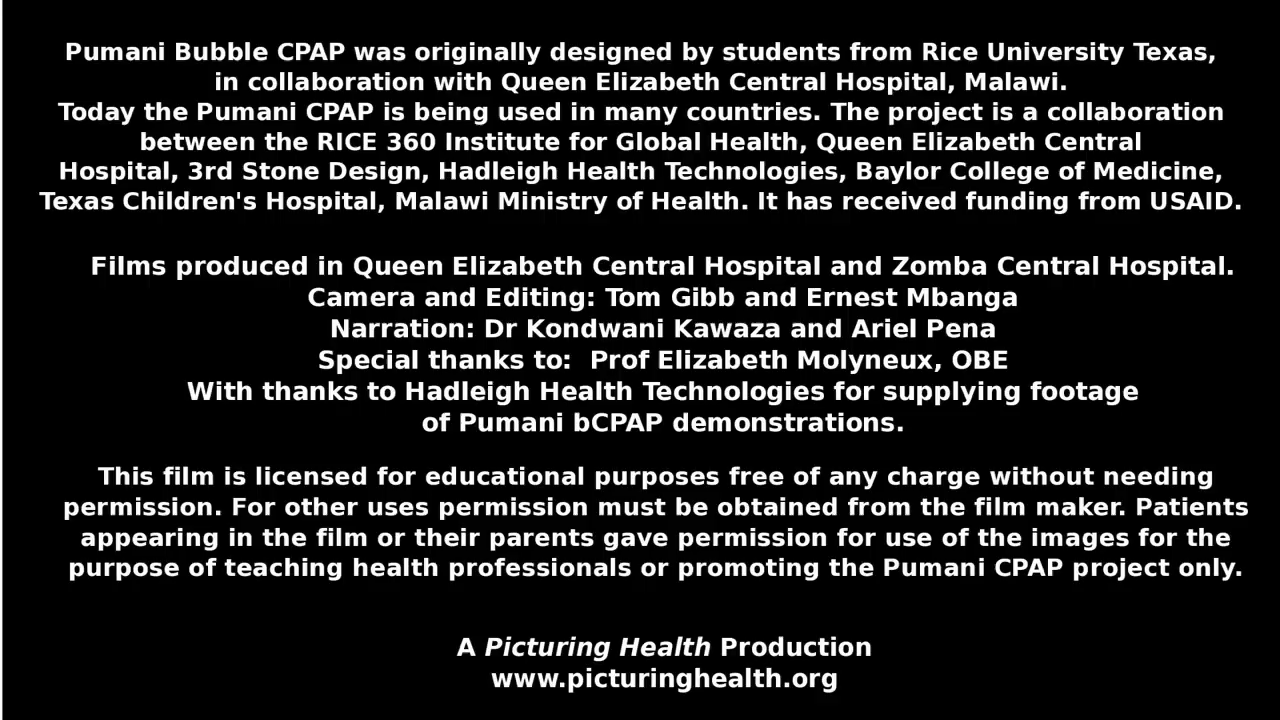 Pumani Bubble CPAP was originally designed by students from Rice University Texas,
in collaboration with Queen Elizabeth Central Hospital, Malawi.
Today the Pumani CPAP is being used in many countries. The project is a collaboration
between the RICE 360 Institute for Global Health, Queen Elizabeth Central
Hospital, 3rd Stone Design, Hadleigh Health Technologies, Baylor College of Medicine,
Texas Children's Hospital, Malawi Ministry of Health. It has received funding from USAID.
Films produced in Queen Elizabeth Central Hospital and Zomba Central Hospital.
Camera and Editing: Tom Gibb and Ernest Mbanga
Narration: Dr Kondwani Kawaza and Ariel Pena
Special thanks to:  Prof Elizabeth Molyneux, OBE
With thanks to Hadleigh Health Technologies for supplying footage
of Pumani bCPAP demonstrations.
This film is licensed for educational purposes free of any charge without needing
permission. For other uses permission must be obtained from the film maker. Patients
appearing in the film or their parents gave permission for use of the images for the
purpose of teaching health professionals or promoting the Pumani CPAP project only.
A Picturing Health Production
www.picturinghealth.org